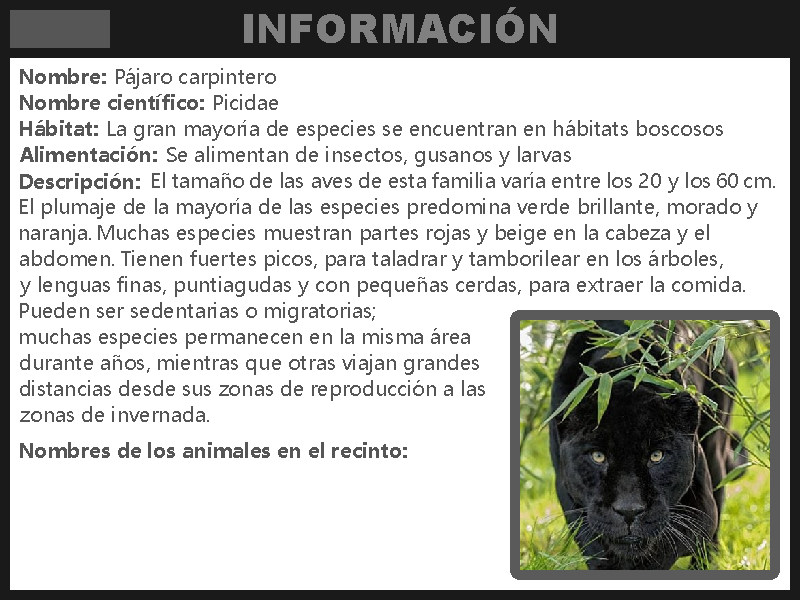 INFORMACIÓN
Nombre: Pájaro carpintero
Nombre científico: Picidae
Hábitat: La gran mayoría de especies se encuentran en hábitats boscosos
Alimentación: Se alimentan de insectos, gusanos y larvas
Descripción: El tamaño de las aves de esta familia varía entre los 20 y los 60 cm.
El plumaje de la mayoría de las especies predomina verde brillante, morado y
naranja. Muchas especies muestran partes rojas y beige en la cabeza y el
abdomen. Tienen fuertes picos, para taladrar y tamborilear en los árboles,
y lenguas finas, puntiagudas y con pequeñas cerdas, para extraer la comida.
Pueden ser sedentarias o migratorias;
muchas especies permanecen en la misma área
durante años, mientras que otras viajan grandes
distancias desde sus zonas de reproducción a las
zonas de invernada.
Nombres de los animales en el recinto: